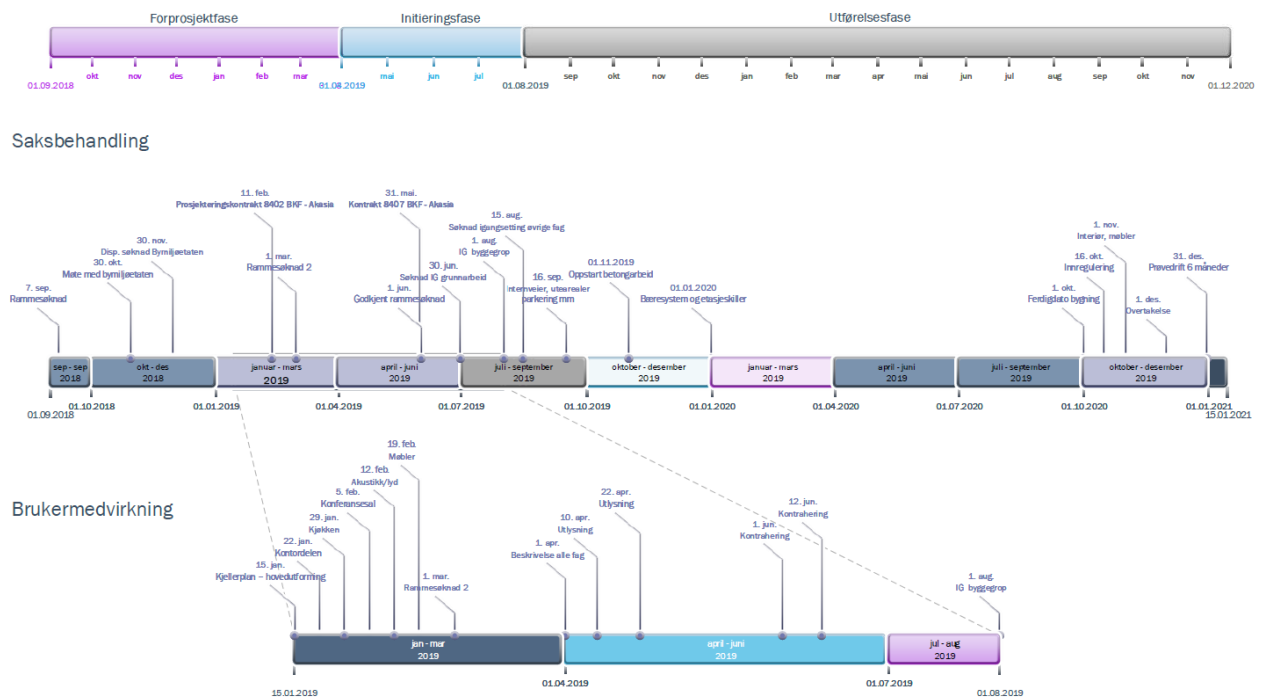 Forprosjektfase
Initieringsfase
Utførelsesfase
okt nov des jan feb mar mai jun jul sep okt nov des jan feb mar apr mai jun jul aug sep okt nov
01.09.2018 01.08.2019 01.12.2020
Saksbehandling
11. feb.
Prosjekteringskontrakt 8402 BKF - Akasia
31. mai.
Kontrakt 8407 BKF - Akasia
15. aug.
Søknad igangsetting øvrige fag
30. nov.
Disp. søknad Bymiljøetaten
30. okt.
Møte med bymiljøetaten
7. sep.
Rammesøknad
1. mar.
Rammesøknad 2
1. aug.
IG byggegrop
30. jun.
Søknad IG grunnarbeid
1. jun.
Godkjent rammesøknad
16. sep.
Internveier, utearealer
parkering mm
01.11.2019
Oppstart betongarbeid
01.01.2020
Bæresystem og etasjeskiller
1. nov.
Interiør, møbler
16. okt.
Innregulering
1. okt.
Ferdigdato bygning
31. des.
Prøvedrift 6 måneder
1. des.
Overtakelse
sep - sep
2018
okt - des
2018
januar - mars
2019
april - juni
2019
juli - september
2019
oktober - desember
2019
januar - mars
2019
april - juni
2019
juli - september
2019
oktober - desember
2019
01.09.2018 01.10.2018 01.01.2019 01.04.2019 01.07.2019 01.10.2019 01.01.2020 01.04.2020 01.07.2020 01.10.2020 01.01.2021 15.01.2021
Brukermedvirkning
19. feb.
Møbler
12. feb.
Akustikk/lyd
5. feb.
Konferansesal
29. jan.
Kjøkken
22. jan.
Kontordelen
15. jan.
Kjellerplan – hovedutforming
1. mar.
Rammesøknad 2
22. apr.
Utlysning
10. apr.
Utlysning
1. apr.
Beskrivelse alle fag
12. jun.
Kontrahering
1. jun.
Kontrahering
1. aug.
IG byggegrop
jan - mar
2019
april - juni
2019
jul - aug
2019
15.01.2019 01.04.2019 01.07.2019 01.08.2019